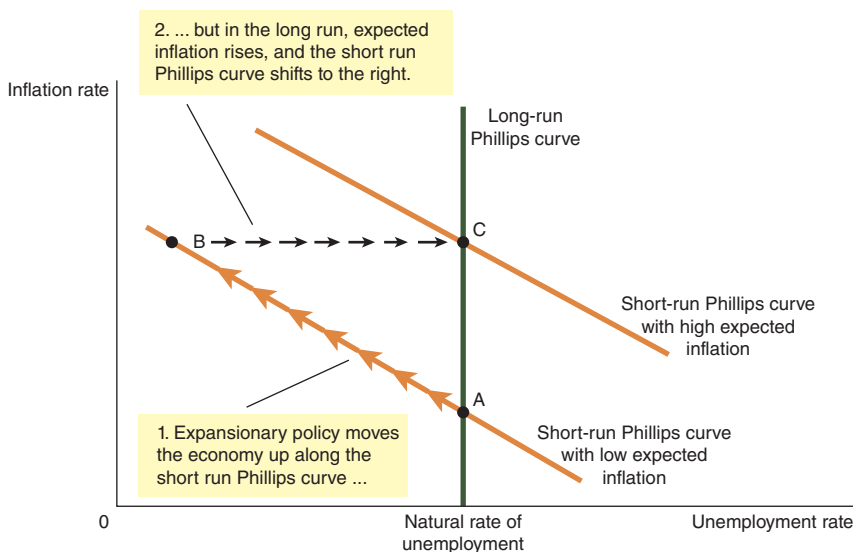 2. ... but in the long run, expected
inflation rises, and the short run
Phillips curve shifts to the right.
Inflation rate
Long-run
Phillips curve
B
C
Short-run Phillips curve
with high expected
inflation
A
1. Expansionary policy moves
the economy up along the
short run Phillips curve ...
Short-run Phillips curve
with low expected
inflation
0
Natural rate of
unemployment
Unemployment rate